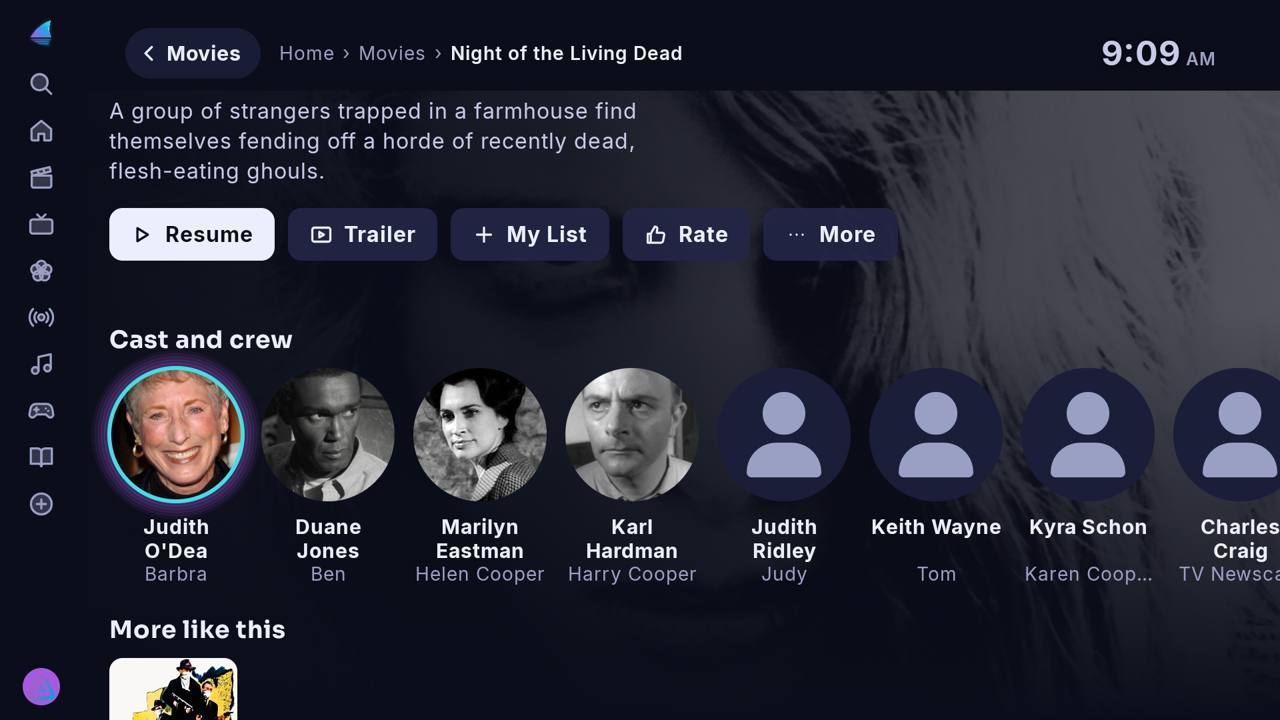 Movies
Home › Movies › Night of the Living Dead
9:09 AM
A group of strangers trapped in a farmhouse find
themselves fending off a horde of recently dead,
flesh-eating ghouls.
Resume
Trailer
My List
Rate
More
Cast and crew
Judith
O'Dea
Barbra
Duane
Jones
Ben
Marilyn
Eastman
Helen Cooper
Karl
Hardman
Harry Cooper
Judith
Ridley
Judy
Keith Wayne
Tom
Kyra Schon
Karen Coop...
Charles
Craig
TV Newsca
More like this